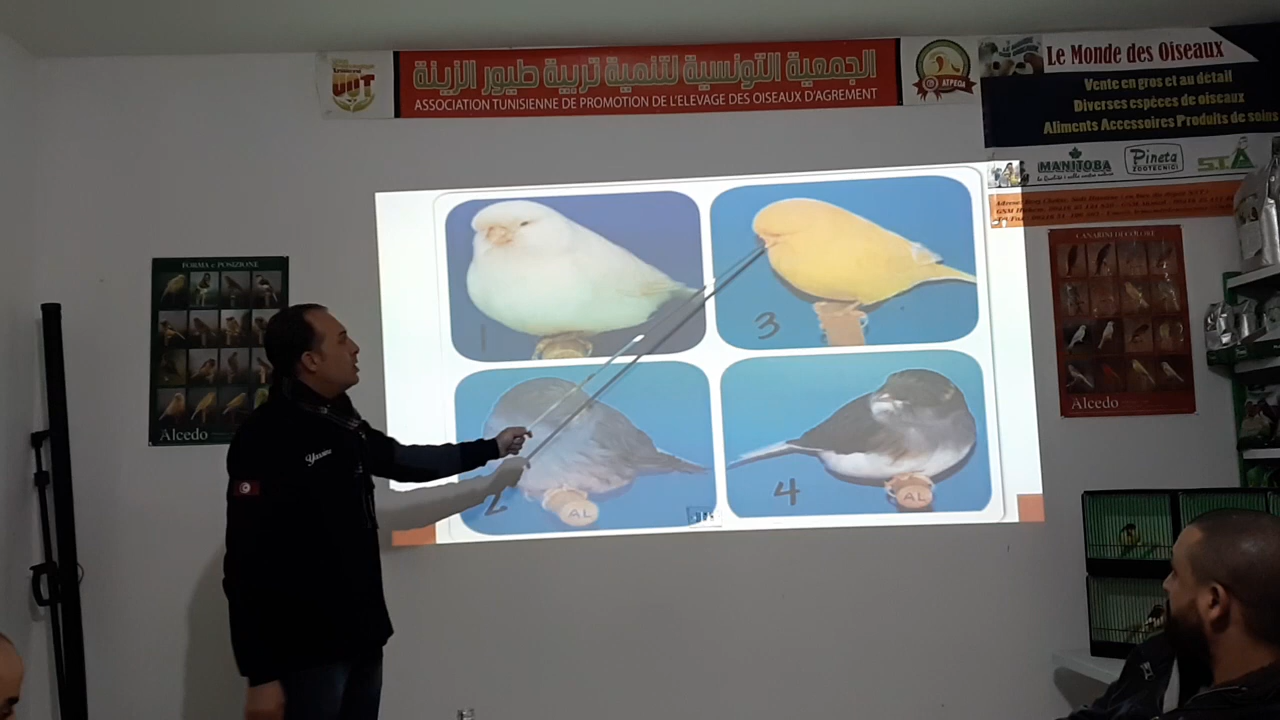 الجمعية التونسية لتنمية تربية طيور الزينة
ASSOCIATION TUNISIENNE DE PROMOTION DE L'ELEVAGE DES OISEAUX D'AGREMENT
ATPEOA
Le Monde des Oiseaux
Vente en gros et au détail
Diverses espèces de oiseaux
Aliments Accessoires Produits de soins
MANITOBA
Pineta
ZOOTECNICI
S.T.A
FORMA e POSIZIONE
Alcedo
CANARINI DI COLORE
Alcedo
1
3
2
AL
4
AL
Yassine